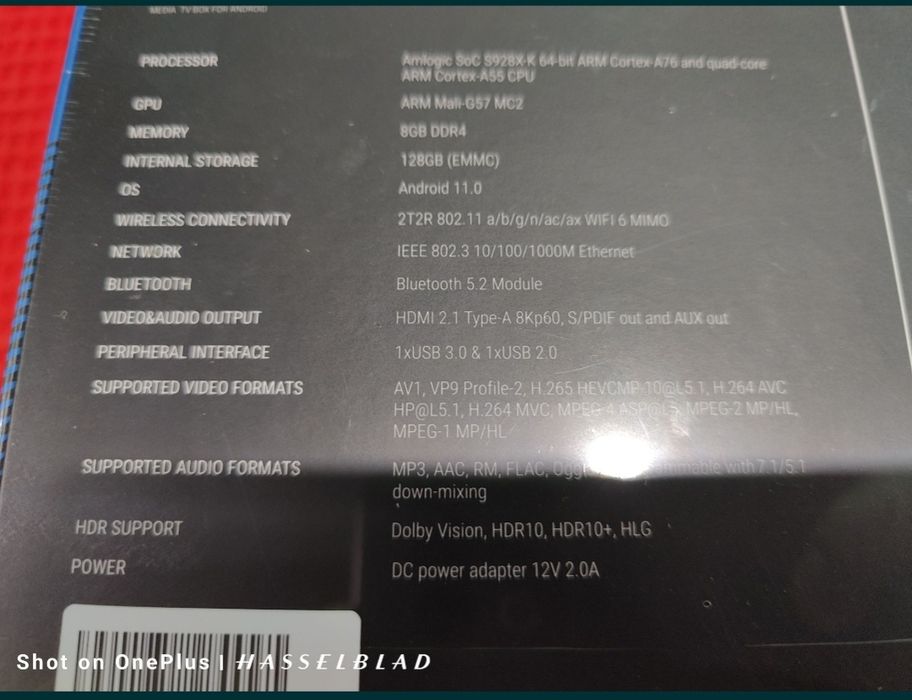 MEDIA TV BOX FOR ANDROID
PROCESSOR Amlogic SoC S928X-K 64-bit ARM Cortex-A76 and quad-core
ARM Cortex-A55 CPU
GPU ARM Mali-G57 MC2
MEMORY 8GB DDR4
INTERNAL STORAGE 128GB (EMMC)
OS Android 11.0
WIRELESS CONNECTIVITY 2T2R 802.11 a/b/g/n/ac/ax WIFI 6 MIMO
NETWORK IEEE 802.3 10/100/1000M Ethernet
BLUETOOTH Bluetooth 5.2 Module
VIDEO&AUDIO OUTPUT HDMI 2.1 Type-A 8Kp60, S/PDIF out and AUX out
PERIPHERAL INTERFACE 1xUSB 3.0 & 1xUSB 2.0
SUPPORTED VIDEO FORMATS AV1, VP9 Profile-2, H.265 HEVCMP-10@L5.1, H.264 AVC
HP@L5.1, H.264 MVC, MPEG-4 ASP@L5, MPEG-2 MP/HL,
MPEG-1 MP/HL
SUPPORTED AUDIO FORMATS MP3, AAC, RM, FLAC, Ogg with 7.1/5.1
down-mixing
HDR SUPPORT Dolby Vision, HDR10, HDR10+, HLG
POWER DC power adapter 12V 2.0A
Shot on OnePlus | HASSELBLAD